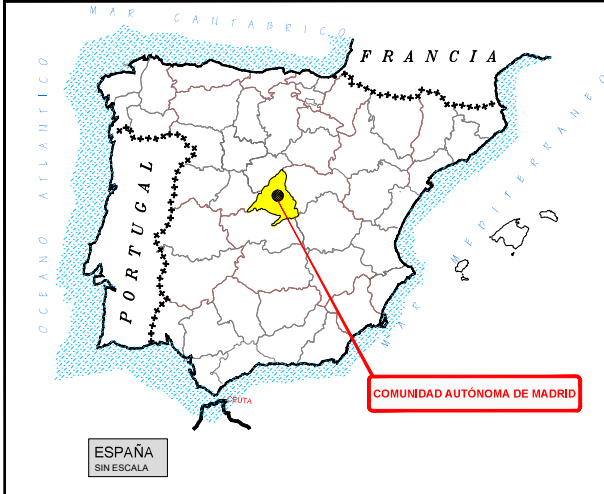 MAR CANTABRICO
FRANCIA
OCEANO ATLANTICO
PORTUGAL
MAR MEDITERRANEO
COMUNIDAD AUTÓNOMA DE MADRID
CEUTA
ESPAÑA
SIN ESCALA